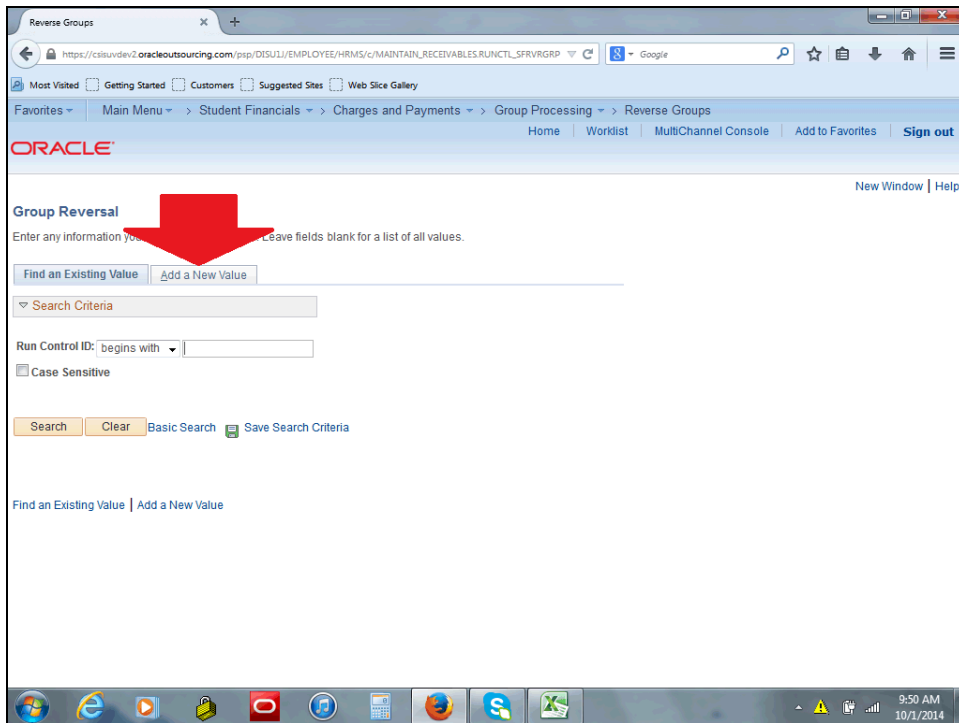 Reverse Groups
https://csisuvdev2.oracleoutsourcing.com/psp/DISU1J/EMPLOYEE/HRMS/c/MAINTAIN_RECEIVABLES.RUNCTL_SFRVRGRP
Google
Most Visited Getting Started Customers Suggested Sites Web Slice Gallery
Favorites Main Menu > Student Financials > Charges and Payments > Group Processing > Reverse Groups
Home Worklist MultiChannel Console Add to Favorites Sign out
ORACLE
New Window | Help
Group Reversal
Enter any information you Leave fields blank for a list of all values.
Find an Existing Value Add a New Value
Search Criteria
Run Control ID: begins with
Case Sensitive
Search Clear Basic Search Save Search Criteria
Find an Existing Value | Add a New Value
9:50 AM
10/1/2014